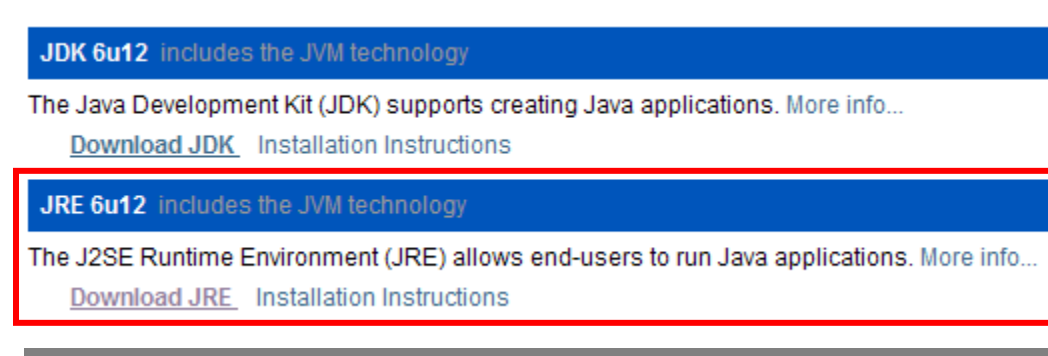 JDK 6u12 includes the JVM technology
The Java Development Kit (JDK) supports creating Java applications. More info...
Download JDK Installation Instructions
JRE 6u12 includes the JVM technology
The J2SE Runtime Environment (JRE) allows end-users to run Java applications. More info...
Download JRE Installation Instructions